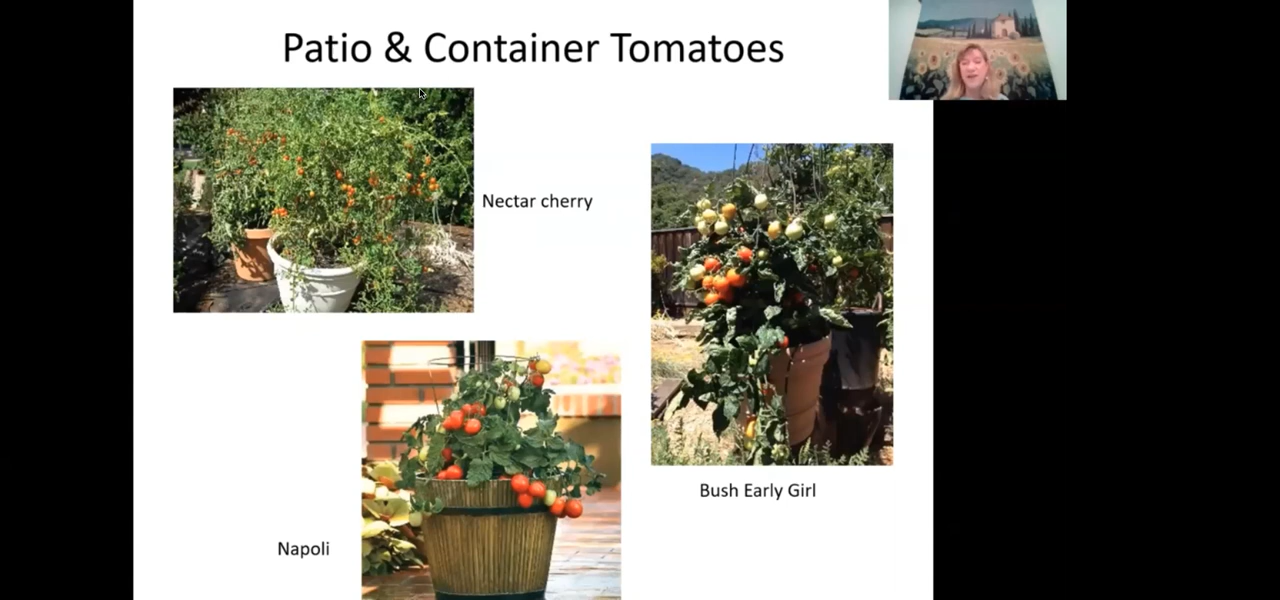 Patio & Container Tomatoes
Nectar cherry
Bush Early Girl
Napoli